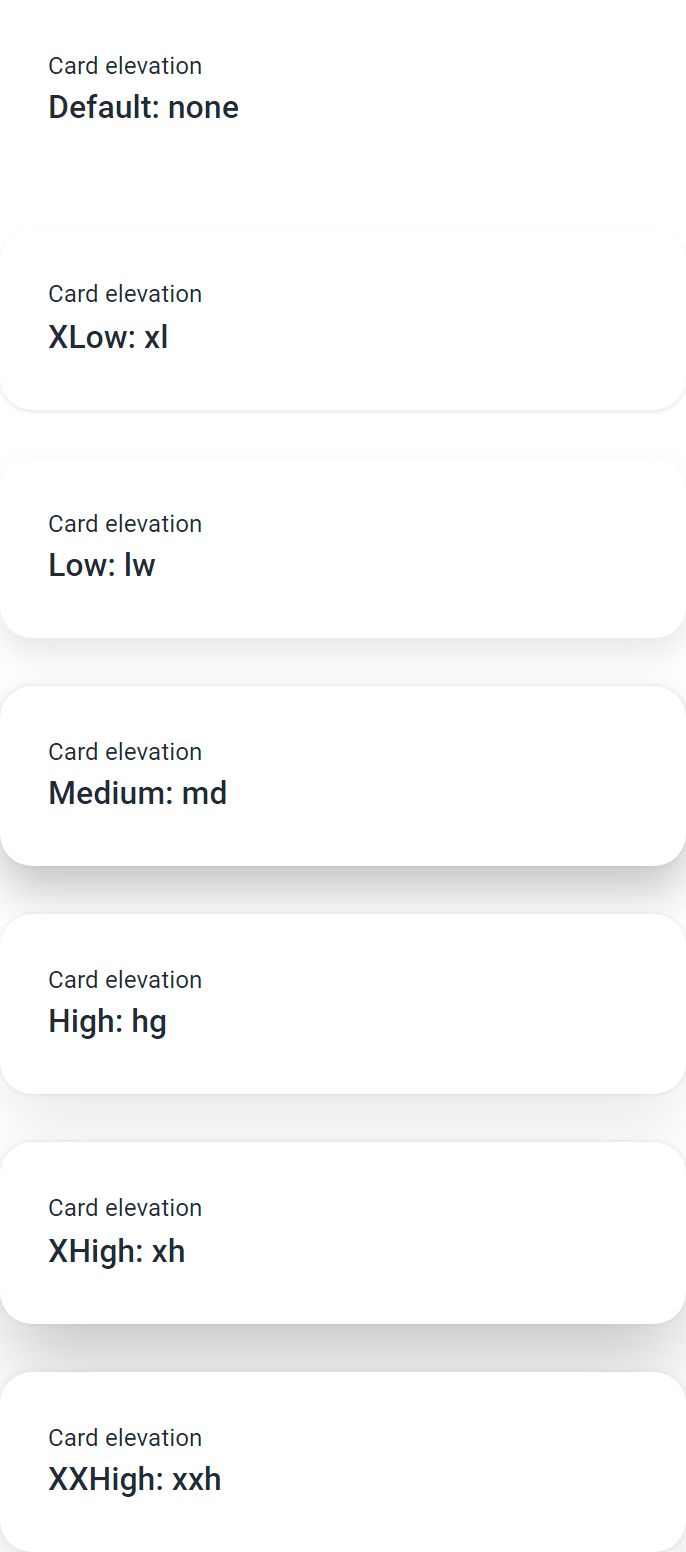 Card elevation
Default: none
Card elevation
XLow: xl
Card elevation
Low: lw
Card elevation
Medium: md
Card elevation
High: hg
Card elevation
XHigh: xh
Card elevation
XXHigh: xxh